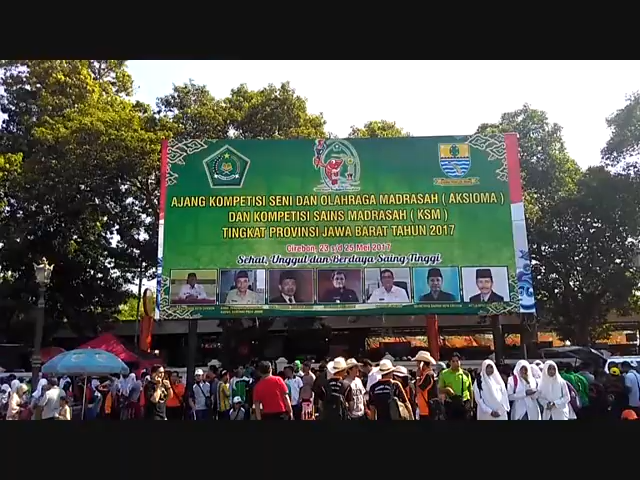 AJANG KOMPETISI SENI DAN OLAHRAGA MADRASAH ( AKSIOMA )
DAN KOMPETISI SAINS MADRASAH ( KSM )
TINGKAT PROVINSI JAWA BARAT TAHUN 2017
Cirebon, 23 s/d 25 Mei 2017
Sehat, Unggul dan Berdaya Saing Tinggi